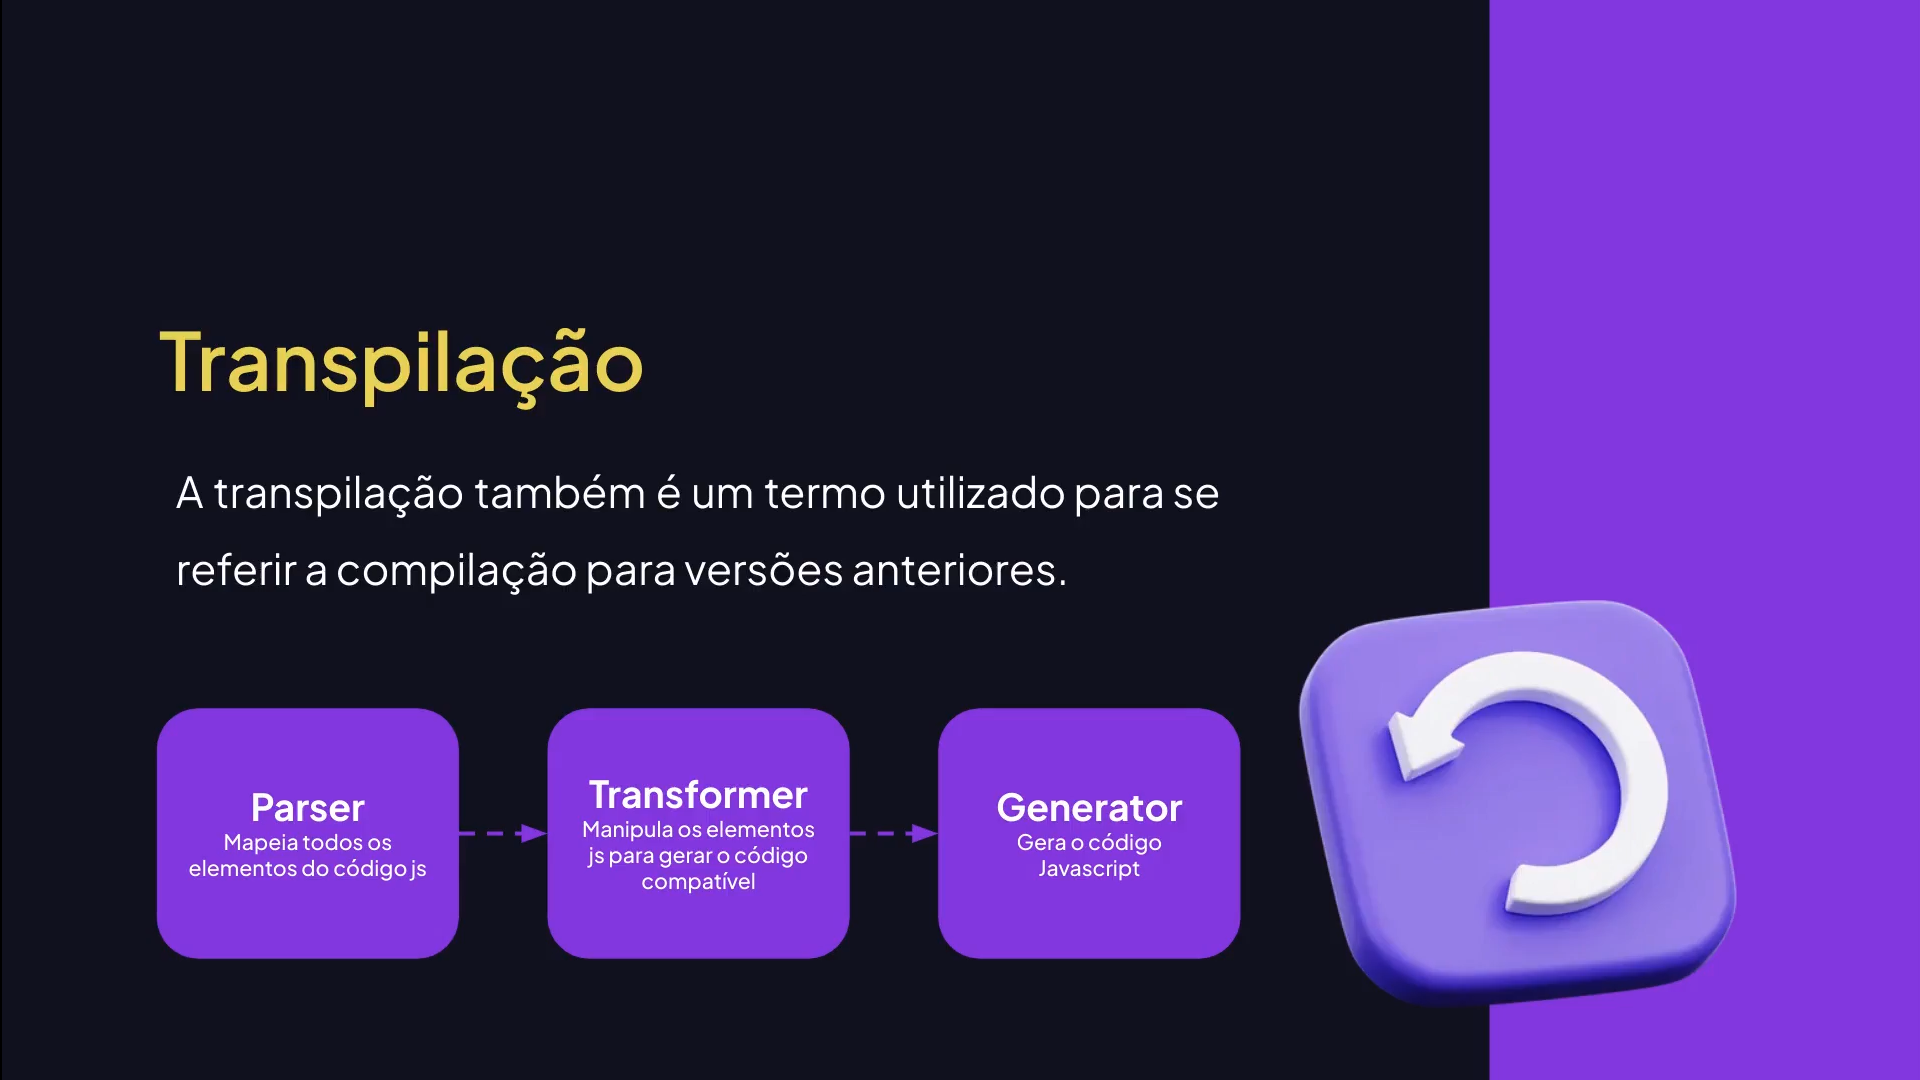 Transpilação
A transpilação também é um termo utilizado para se
referir a compilação para versões anteriores.
Parser
Mapeia todos os
elementos do código js
Transformer
Manipula os elementos
js para gerar o código
compatível
Generator
Gera o código
Javascript